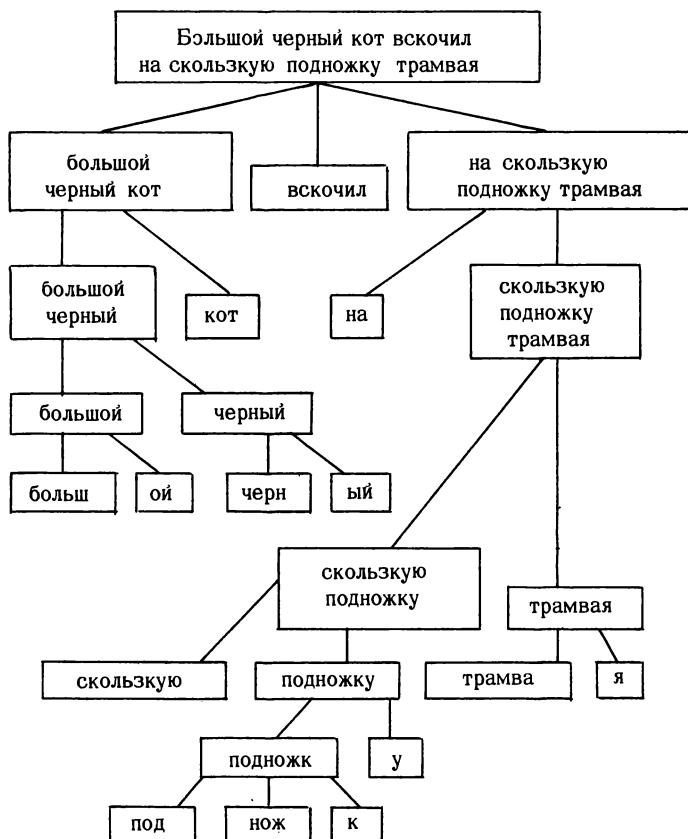 Большой черный кот вскочил
на скользкую подножку трамвая
большой
черный кот
вскочил
на скользкую
подножку трамвая
большой
черный
кот
на
скользкую
подножку
трамвая
большой
черный
больш
ой
черн
ый
скользкую
подножку
трамвая
скользкую
подножку
трамва
я
подножк
у
под
нож
к